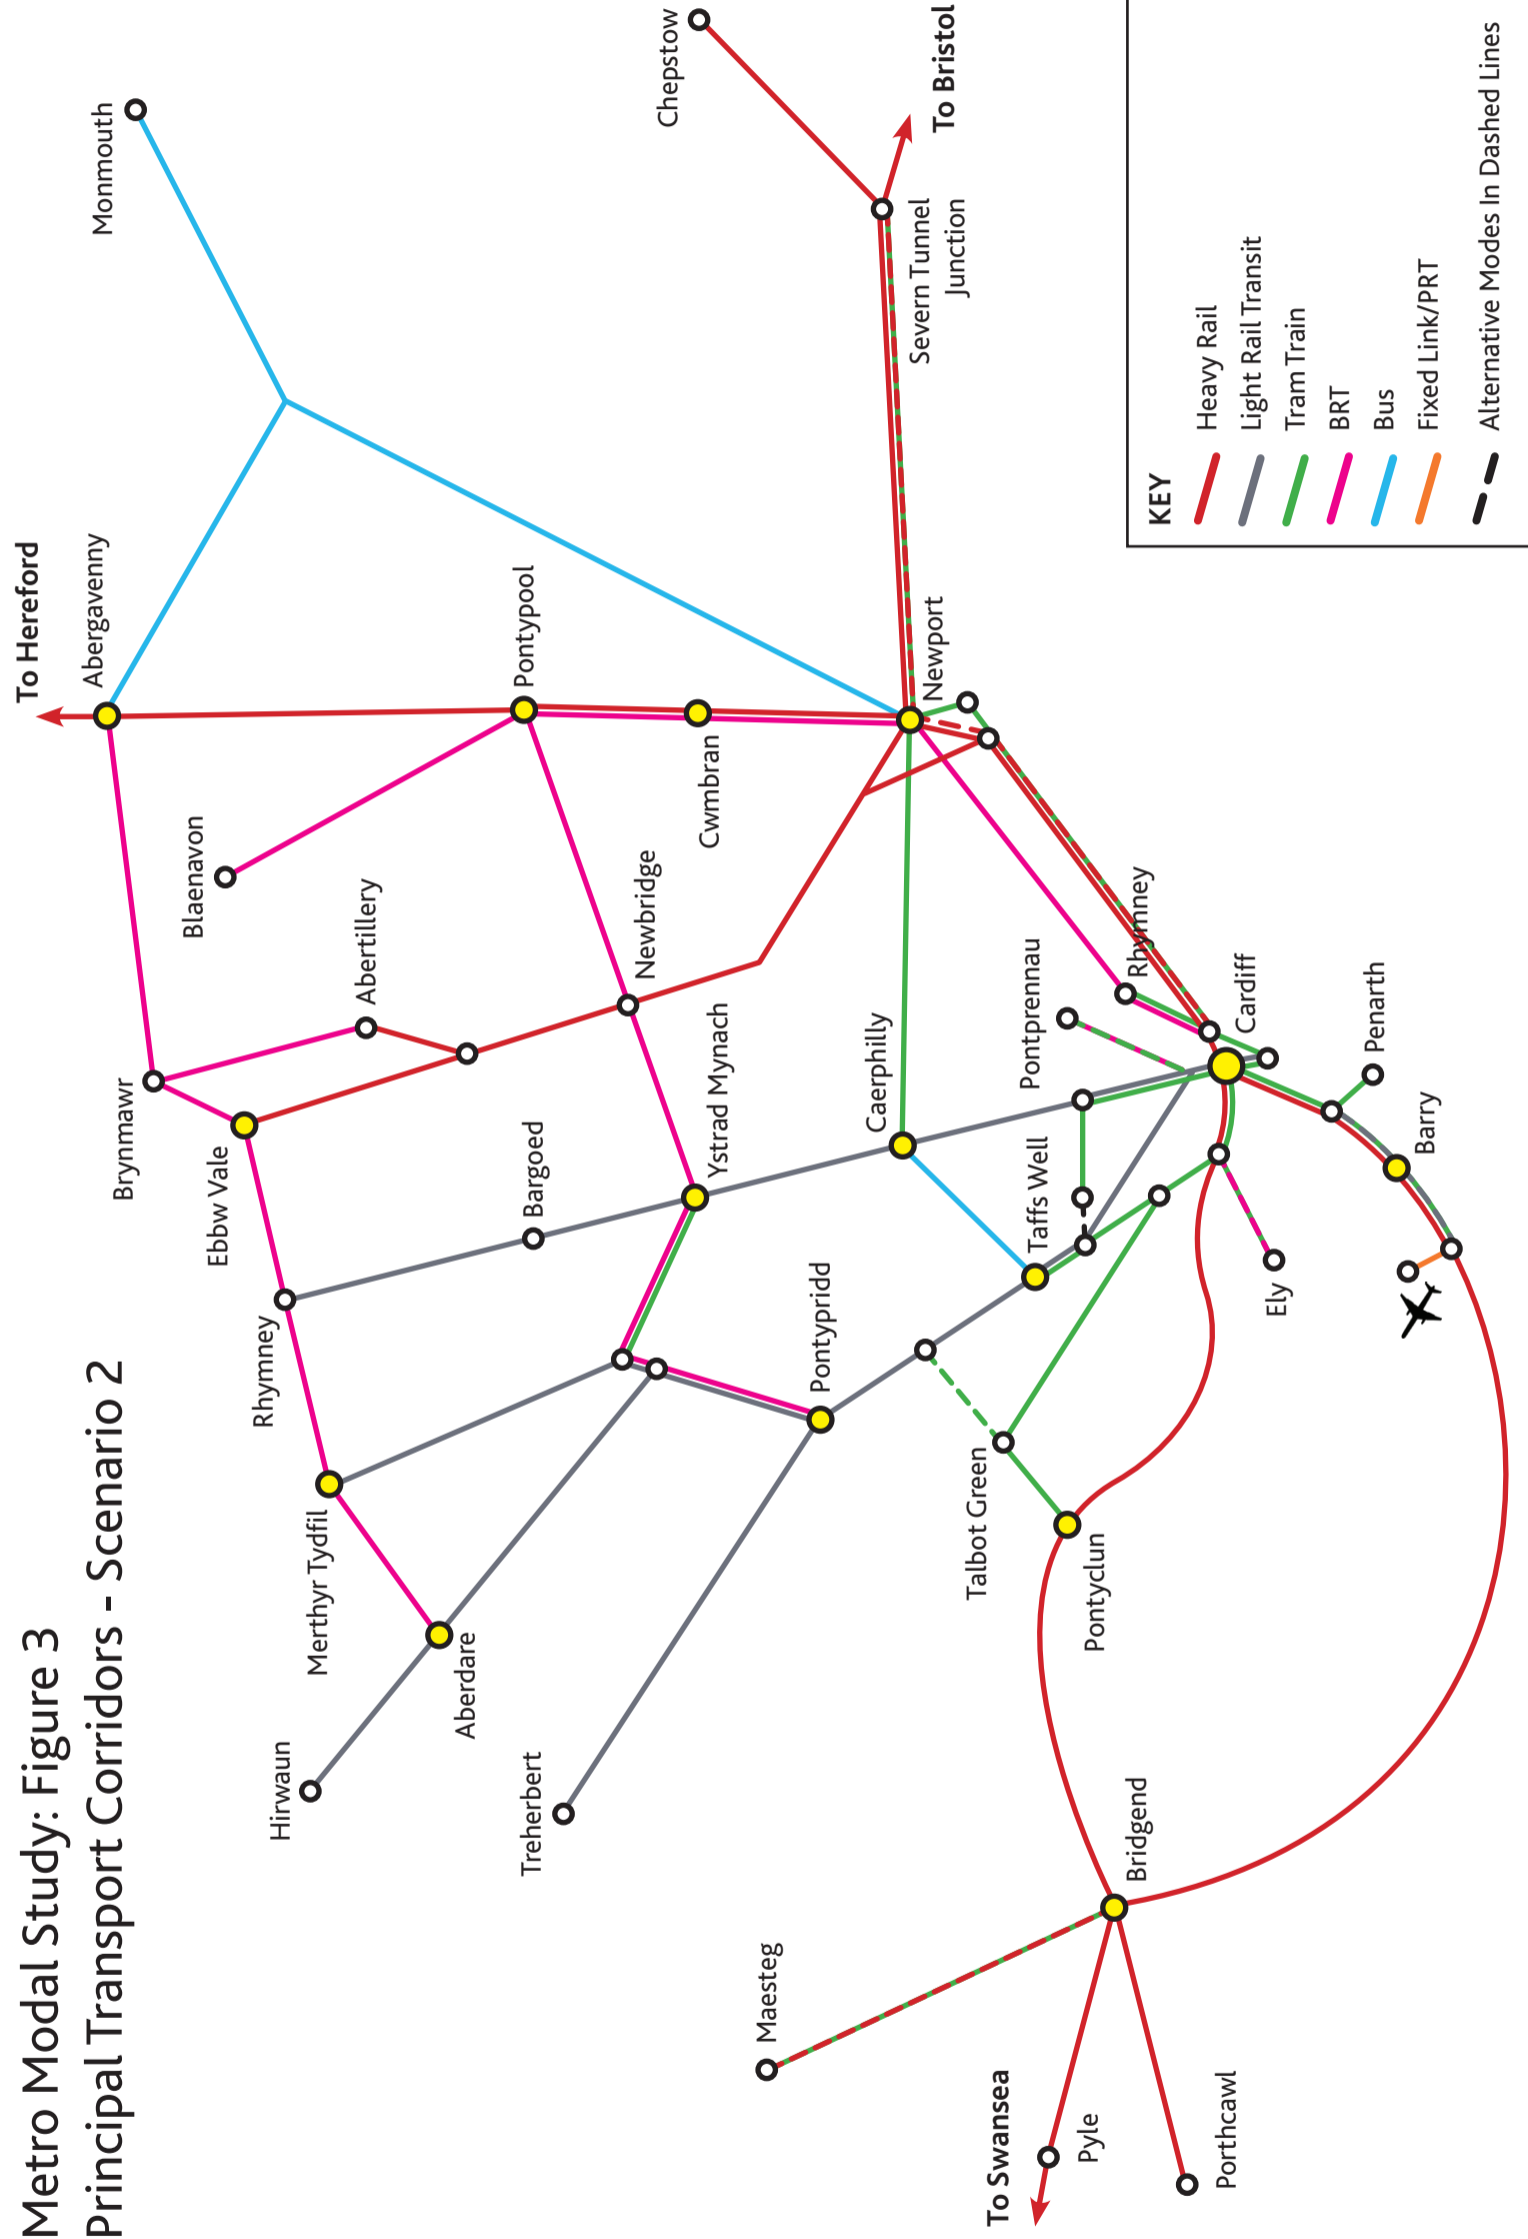 Metro Modal Study: Figure 3
Principal Transport Corridors - Scenario 2
To Hereford
Abergavenny
Monmouth
Brynmawr
Blaenavon
Ebbw Vale
Abertillery
Rhymney
Merthyr Tydfil
Hirwaun
Aberdare
Bargoed
Pontypool
Treherbert
Newbridge
Cwmbran
Ystrad Mynach
Chepstow
Maesteg
Pontypridd
Caerphilly
Newport
Severn Tunnel
Junction
To Bristol
Talbot Green
Taffs Well
Pontprennau
Rhymney
To Swansea
Pyle
Pontyclun
Bridgend
Cardiff
Porthcawl
Ely
Penarth
Barry
KEY
Heavy Rail
Light Rail Transit
Tram Train
BRT
Bus
Fixed Link/PRT
Alternative Modes In Dashed Lines